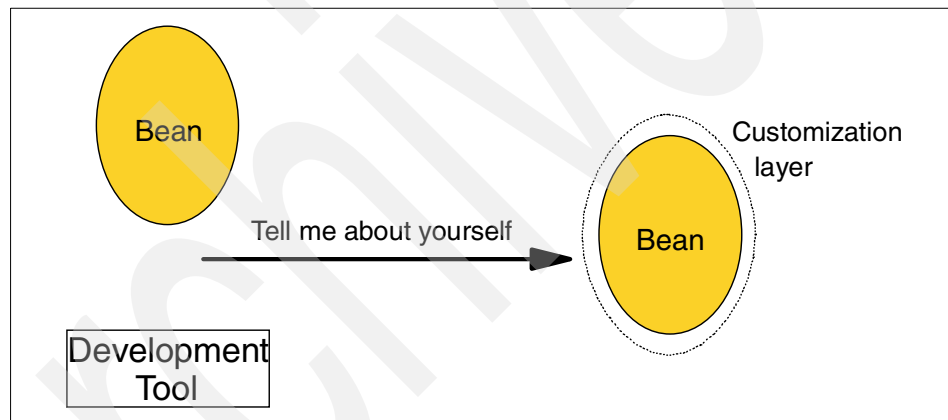 Bean
Customization
layer
Tell me about yourself
Bean
Development
Tool